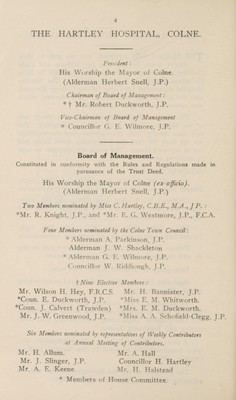 4
THE HARTLEY HOSPITAL, COLNE.
President:
His Worship the Mayor of Colne.
(Alderman Herbert Snell, J.P.)
Chairman of Board of Management:
*† Mr. Robert Duckworth, J.P.
Vice-Chairman of Board of Management
* Councillor G. E. Wilmore, J.P.
Board of Management.
Constituted in conformity with the Rules and Regulations made in
pursuance of the Trust Deed.
His Worship the Mayor of Colne (ex-officio).
(Alderman Herbert Snell, J.P.)
Two Members nominated by Miss C. Hartley, C.B.E., M.A., J.P.:
*Mr. R. Knight, J.P., and *Mr. E. G. Westmore, J.P., F.C.A.
Four Members nominated by the Colne Town Council:
* Alderman A. Parkinson, J.P.
Alderman J. W. Shackleton
* Alderman G. E. Wilmore, J.P.
Councillor W. Riddiough, J.P.
† Nine Elective Members:
Mr. Wilson H. Hey, F.R.C.S. Mr. H. Bannister, J.P.
*Coun. E. Duckworth, J.P. *Miss E. M. Whitworth.
*Coun. J. Calvert (Trawden) *Mrs. E. M. Duckworth.
Mr. J. W. Greenwood, J.P. *Miss A. A. Schofield-Clegg, J.P.
Six Members nominated by representatives of Weekly Contributors
at Annual Meeting of Contributors.
Mr. H. Allum. Mr. A. Hall
Mr. J. Slinger, J.P. Councillor H. Hartley
Mr. A. E. Keene Mr. H. Halstead
* Members of House Committee.